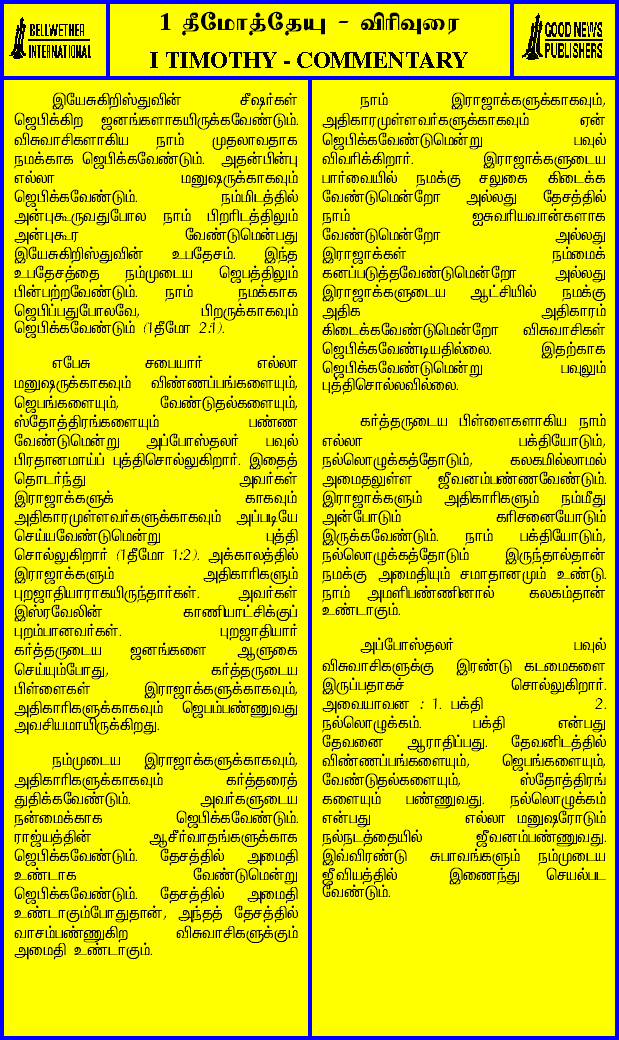 BELLWETHER
INTERNATIONAL
1 தீமோத்தேயு - விரிவுரை
I TIMOTHY - COMMENTARY
GOOD NEWS
PUBLISHERS
இயேசுகிறிஸ்துவின் சீஷர்கள்
ஜெபிக்கிற ஜனங்களாகயிருக்கவேண்டும்.
விசுவாசிகளாகிய நாம் முதலாவதாக
நமக்காக ஜெபிக்கவேண்டும். அதன்பின்பு
எல்லா மனுஷருக்காகவும்
ஜெபிக்கவேண்டும். நம்மிடத்தில்
அன்புகூருவதுபோல நாம் பிறரிடத்திலும்
அன்புகூர வேண்டுமென்பது
இயேசுகிறிஸ்துவின் உபதேசம். இந்த
உபதேசத்தை நம்முடைய ஜெபத்திலும்
பின்பற்றவேண்டும். நாம் நமக்காக
ஜெபிப்பதுபோலவே, பிறருக்காகவும்
ஜெபிக்கவேண்டும் (1தீமோ 2:1).
எபேசு சபையார் எல்லா
மனுஷருக்காகவும் விண்ணப்பங்களையும்,
ஜெபங்களையும், வேண்டுதல்களையும்,
ஸ்தோத்திரங்களையும் பண்ண
வேண்டுமென்று அப்போஸ்தலர் பவுல்
பிரதானமாய்ப் புத்திசொல்லுகிறார். இதைத்
தொடர்ந்து அவர்கள்
இராஜாக்களுக் காகவும்
அதிகாரமுள்ளவர்களுக்காகவும் அப்படியே
செய்யவேண்டுமென்று புத்தி
சொல்லுகிறார் (1தீமோ 1:2). அக்காலத்தில்
இராஜாக்களும் அதிகாரிகளும்
புறஜாதியாராகயிருந்தார்கள். அவர்கள்
இஸ்ரவேலின் காணியாட்சிக்குப்
புறம்பானவர்கள். புறஜாதியார்
கர்த்தருடைய ஜனங்களை ஆளுகை
செய்யும்போது, கர்த்தருடைய
பிள்ளைகள் இராஜாக்களுக்காகவும்,
அதிகாரிகளுக்காகவும் ஜெபம்பண்ணுவது
அவசியமாயிருக்கிறது.
நம்முடைய இராஜாக்களுக்காகவும்,
அதிகாரிகளுக்காகவும் கர்த்தரைத்
துதிக்கவேண்டும். அவர்களுடைய
நன்மைக்காக ஜெபிக்கவேண்டும்.
ராஜ்யத்தின் ஆசீர்வாதங்களுக்காக
ஜெபிக்கவேண்டும். தேசத்தில் அமைதி
உண்டாக வேண்டுமென்று
ஜெபிக்கவேண்டும். தேசத்தில் அமைதி
உண்டாகும்போதுதான், அந்தத் தேசத்தில்
வாசம்பண்ணுகிற விசுவாசிகளுக்கும்
அமைதி உண்டாகும்.
நாம் இராஜாக்களுக்காகவும்,
அதிகாரமுள்ளவர்களுக்காகவும் ஏன்
ஜெபிக்கவேண்டுமென்று பவுல்
விவரிக்கிறார். இராஜாக்களுடைய
பார்வையில் நமக்கு சலுகை கிடைக்க
வேண்டுமென்றோ அல்லது தேசத்தில்
நாம் ஐசுவரியவான்களாக
வேண்டுமென்றோ அல்லது
இராஜாக்கள் நம்மைக்
கனப்படுத்தவேண்டுமென்றோ அல்லது
இராஜாக்களுடைய ஆட்சியில் நமக்கு
அதிக அதிகாரம்
கிடைக்கவேண்டுமென்றோ விசுவாசிகள்
ஜெபிக்கவேண்டியதில்லை. இதற்காக
ஜெபிக்கவேண்டுமென்று பவுலும்
புத்திசொல்லவில்லை.
கர்த்தருடைய பிள்ளைகளாகிய நாம்
எல்லா பக்தியோடும்,
நல்லொழுக்கத்தோடும், கலகமில்லாமல்
அமைதலுள்ள ஜீவனம்பண்ணவேண்டும்.
இராஜாக்களும் அதிகாரிகளும் நம்மீது
அன்போடும் கரிசனையோடும்
இருக்கவேண்டும். நாம் பக்தியோடும்,
நல்லொழுக்கத்தோடும் இருந்தால்தான்
நமக்கு அமைதியும் சமாதானமும் உண்டு.
நாம் அமளிபண்ணினால் கலகம்தான்
உண்டாகும்.
அப்போஸ்தலர் பவுல்
விசுவாசிகளுக்கு இரண்டு கடமைகளை
இருப்பதாகச் சொல்லுகிறார்.
அவையாவன : 1. பக்தி 2.
நல்லொழுக்கம். பக்தி என்பது
தேவனை ஆராதிப்பது. தேவனிடத்தில்
விண்ணப்பங்களையும், ஜெபங்களையும்,
வேண்டுதல்களையும், ஸ்தோத்திரங்
களையும் பண்ணுவது. நல்லொழுக்கம்
என்பது எல்லா மனுஷரோடும்
நல்நடத்தையில் ஜீவனம்பண்ணுவது.
இவ்விரண்டு சுபாவங்களும் நம்முடைய
ஜீவியத்தில் இணைந்து செயல்பட
வேண்டும்.